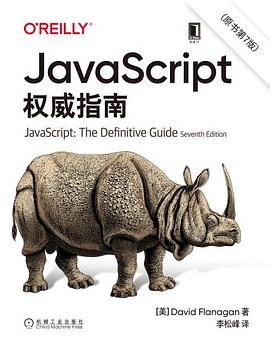 O'REILLY®
JavaScript
(原书第7版)
权威指南
JavaScript: The Definitive Guide Seventh Edition
[美] David Flanagan 著
李松峰 译
机械工业出版社
China Machine Press